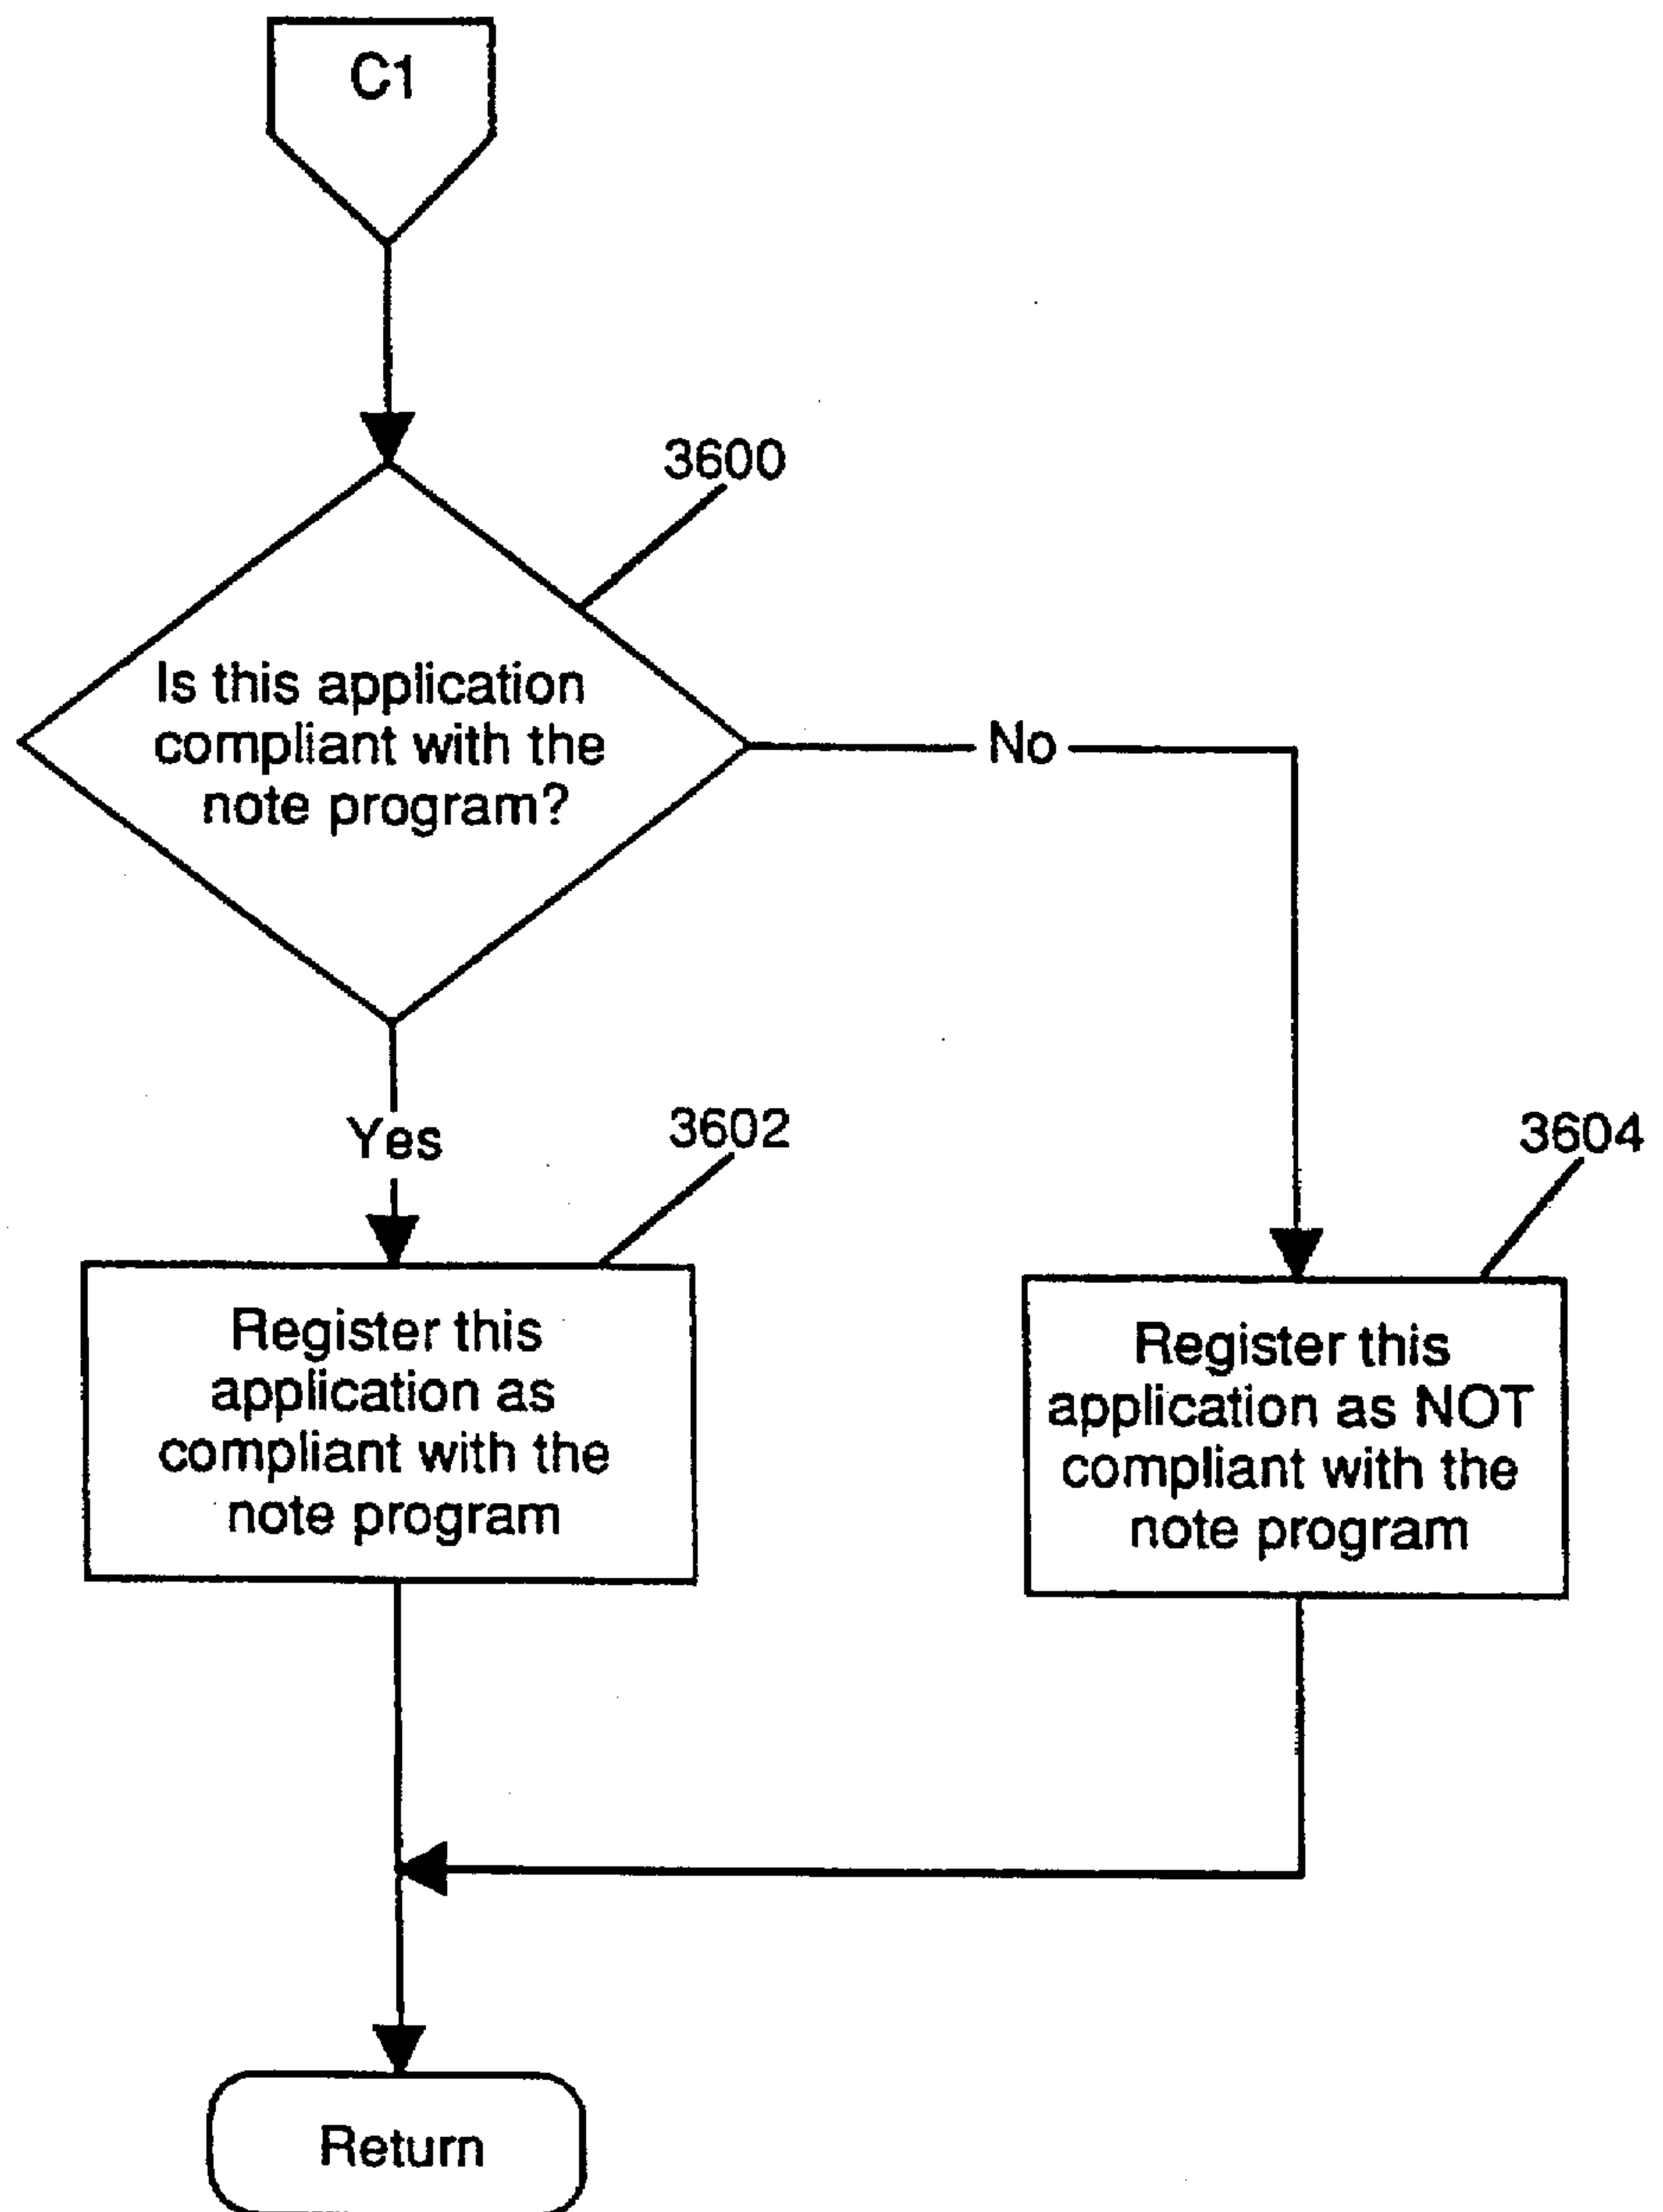 C1
3600
Is this application
compliant with the
note program?
No
Yes
3602
3604
Register this
application as
compliant with the
note program
Register this
application as NOT
compliant with the
note program
Return